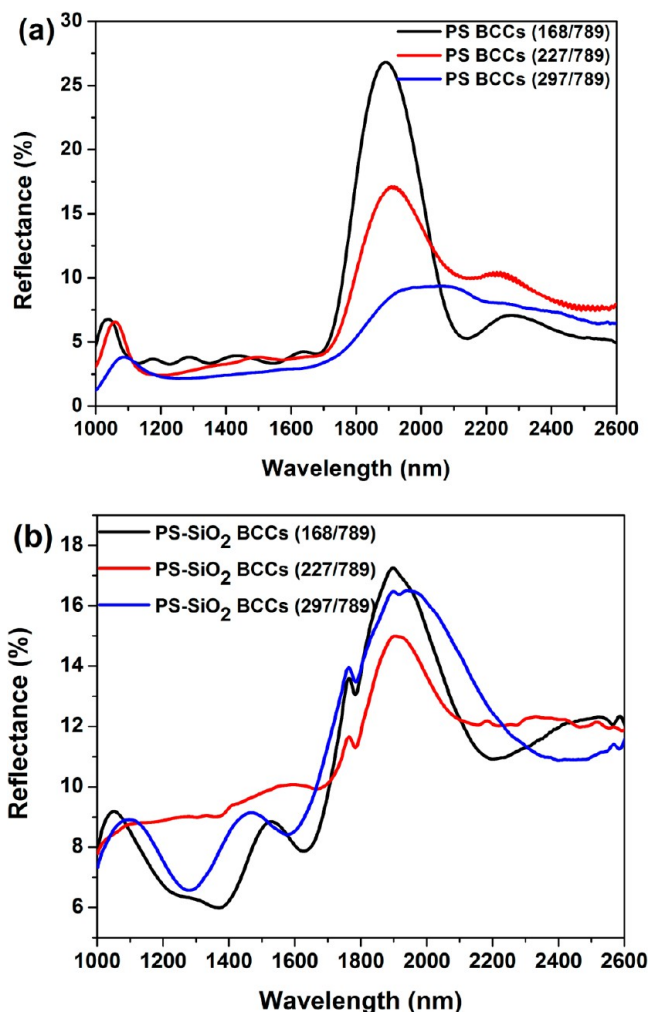 (a)
PS BCCs (168/789)
PS BCCs (227/789)
PS BCCs (297/789)
30
25
20
15
10
5
0
Reflectance (%)
1000 1200 1400 1600 1800 2000 2200 2400 2600
Wavelength (nm)
(b)
PS-SiO2 BCCs (168/789)
PS-SiO2 BCCs (227/789)
PS-SiO2 BCCs (297/789)
18
16
14
12
10
8
6
Reflectance (%)
1000 1200 1400 1600 1800 2000 2200 2400 2600
Wavelength (nm)